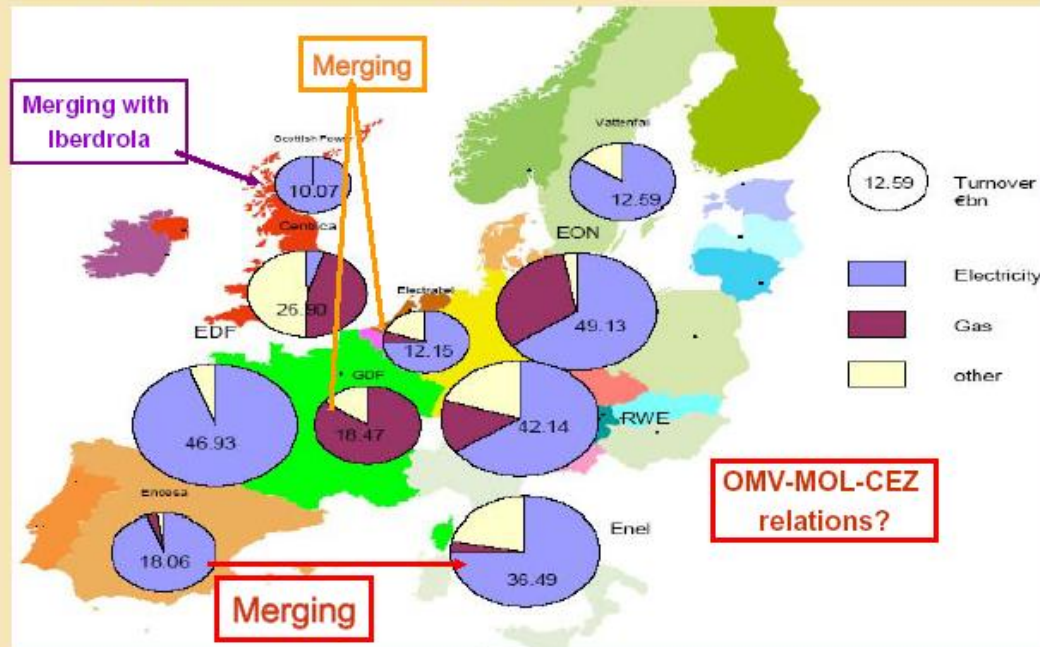 Merging
Merging with
Iberdrola
Scottish Power
10.07
Vattenfal
12.59
12.59
Turnover
€bn
Centrica
26.90
EON
49.13
Electricity
Electrabel
12.15
Gas
EDF
46.93
GDF
18.47
other
RWE
42.14
OMV-MOL-CEZ
relations?
Endesa
18.06
Enel
36.49
Merging